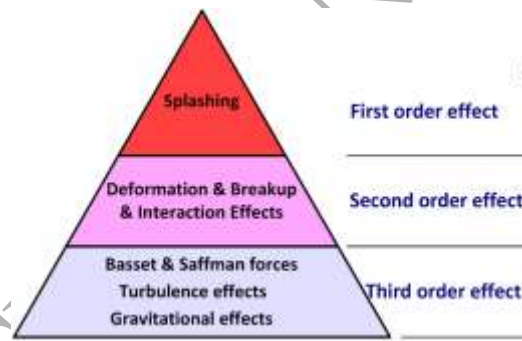 Splashing
First order effect
Deformation & Breakup
& Interaction Effects
Second order effect
Basset & Saffman forces
Turbulence effects
Gravitational effects
Third order effect